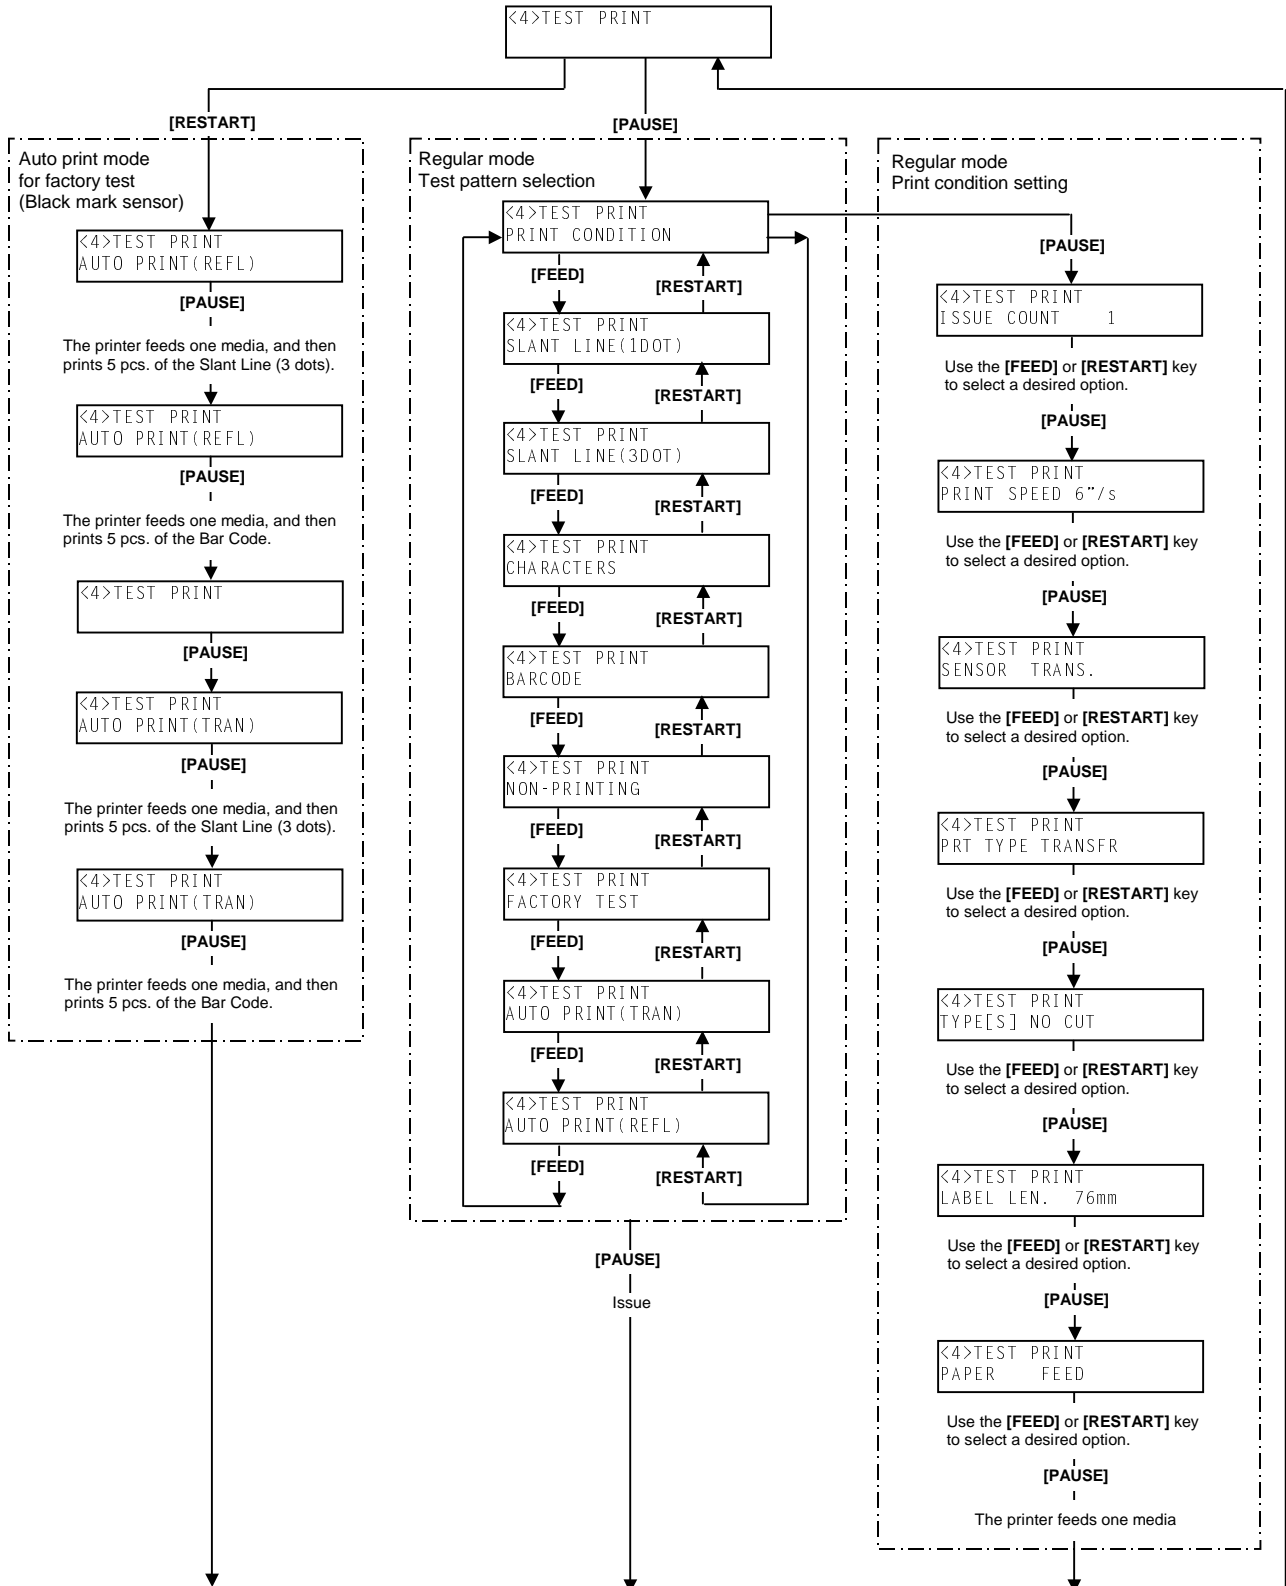 <4>TEST PRINT
[RESTART]
Auto print mode
for factory test
(Black mark sensor)
<4>TEST PRINT
AUTO PRINT(REFL)
[PAUSE]
The printer feeds one media, and then
prints 5 pcs. of the Slant Line (3 dots).
<4>TEST PRINT
AUTO PRINT(REFL)
[PAUSE]
The printer feeds one media, and then
prints 5 pcs. of the Bar Code.
<4>TEST PRINT
[PAUSE]
<4>TEST PRINT
AUTO PRINT(TRAN)
[PAUSE]
The printer feeds one media, and then
prints 5 pcs. of the Slant Line (3 dots).
<4>TEST PRINT
AUTO PRINT(TRAN)
[PAUSE]
The printer feeds one media, and then
prints 5 pcs. of the Bar Code.
[PAUSE]
Regular mode
Test pattern selection
<4>TEST PRINT
PRINT CONDITION
[FEED]
[RESTART]
<4>TEST PRINT
SLANT LINE(1DOT)
[FEED]
[RESTART]
<4>TEST PRINT
SLANT LINE(3DOT)
[FEED]
[RESTART]
<4>TEST PRINT
CHARACTERS
[FEED]
[RESTART]
<4>TEST PRINT
BARCODE
[FEED]
[RESTART]
<4>TEST PRINT
NON-PRINTING
[FEED]
[RESTART]
<4>TEST PRINT
FACTORY TEST
[FEED]
[RESTART]
<4>TEST PRINT
AUTO PRINT(TRAN)
[FEED]
[RESTART]
<4>TEST PRINT
AUTO PRINT(REFL)
[FEED]
[RESTART]
[PAUSE]
Issue
Regular mode
Print condition setting
[PAUSE]
<4>TEST PRINT
ISSUE COUNT 1
Use the [FEED] or [RESTART] key
to select a desired option.
[PAUSE]
<4>TEST PRINT
PRINT SPEED 6”/s
Use the [FEED] or [RESTART] key
to select a desired option.
[PAUSE]
<4>TEST PRINT
SENSOR TRANS.
Use the [FEED] or [RESTART] key
to select a desired option.
[PAUSE]
<4>TEST PRINT
PRT TYPE TRANSFR
Use the [FEED] or [RESTART] key
to select a desired option.
[PAUSE]
<4>TEST PRINT
TYPE[S] NO CUT
Use the [FEED] or [RESTART] key
to select a desired option.
[PAUSE]
<4>TEST PRINT
LABEL LEN. 76mm
Use the [FEED] or [RESTART] key
to select a desired option.
[PAUSE]
<4>TEST PRINT
PAPER FEED
Use the [FEED] or [RESTART] key
to select a desired option.
[PAUSE]
The printer feeds one media